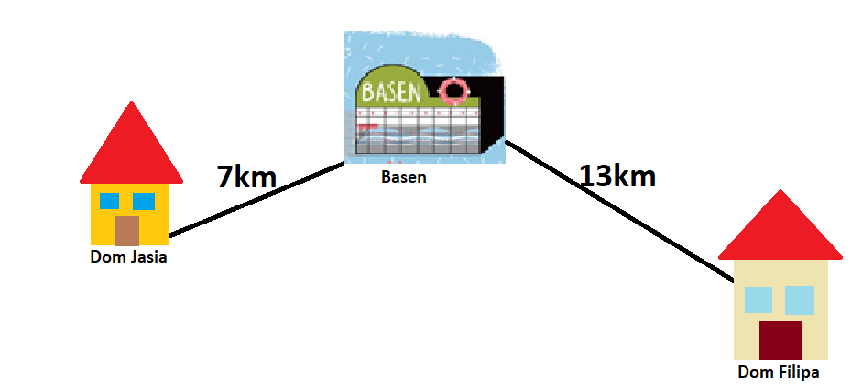 BASEN
7km
Basen
13km
Dom Jasia
Dom Filipa